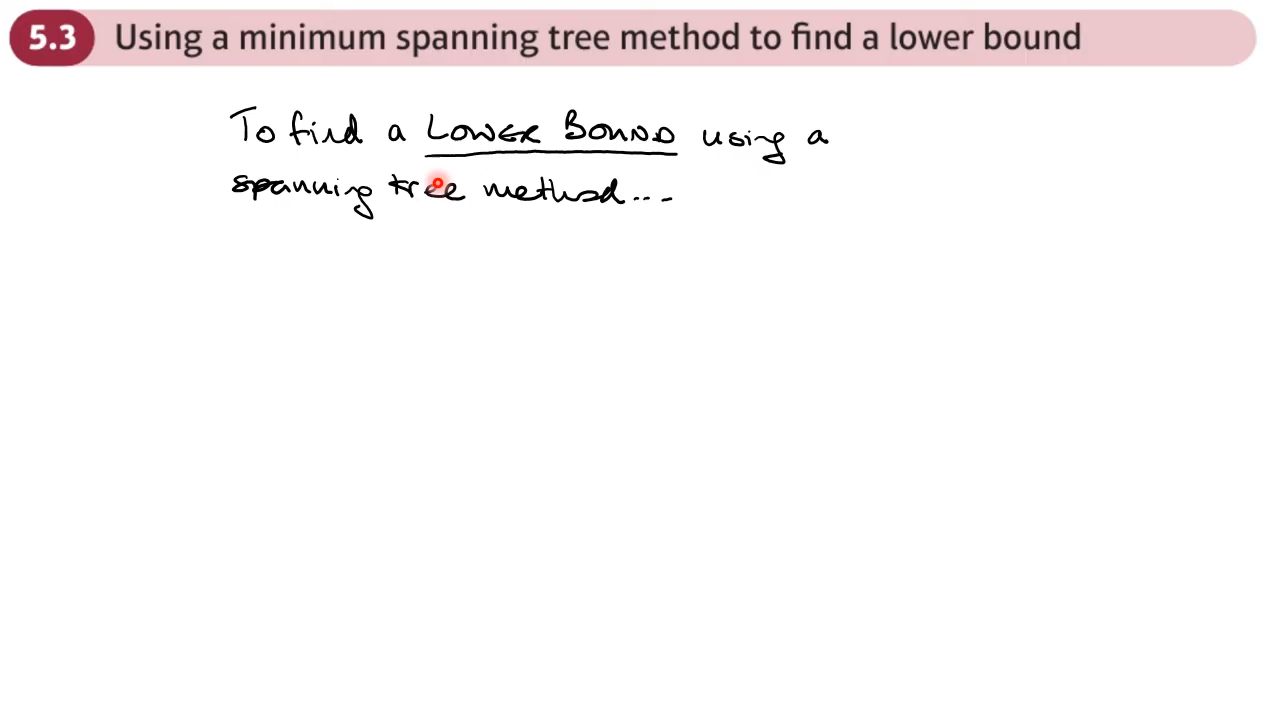 5.3 Using a minimum spanning tree method to find a lower bound
To find a LOWER BOUND using a
spanning tree method...